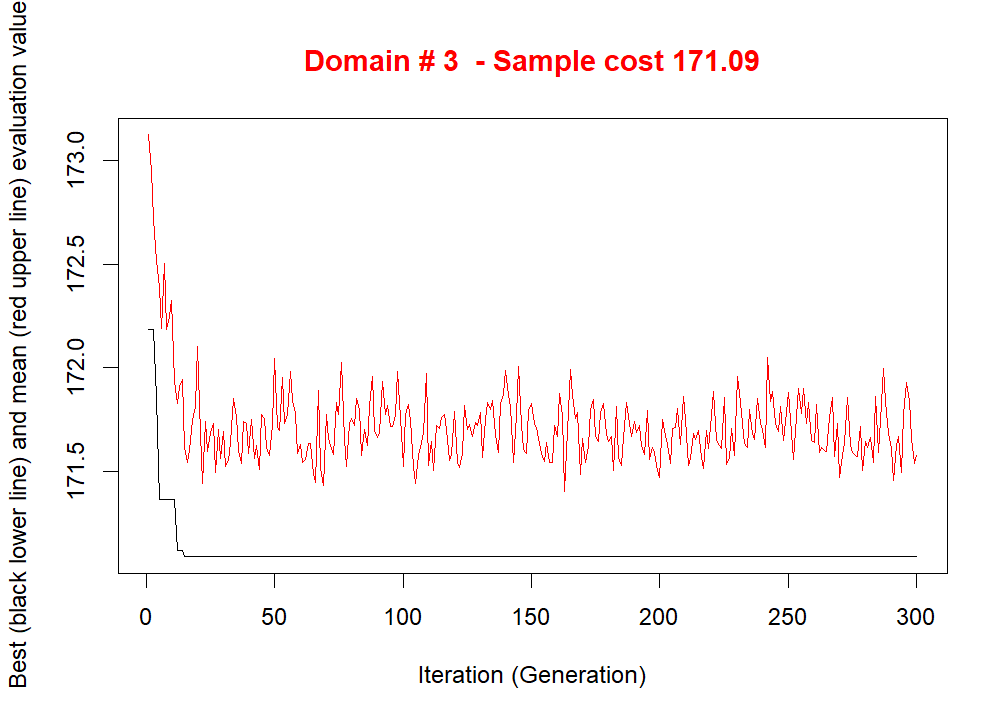 Domain # 3  - Sample cost 171.09
Best (black lower line) and mean (red upper line) evaluation value
173.0
172.5
172.0
171.5
0 50 100 150 200 250 300
Iteration (Generation)